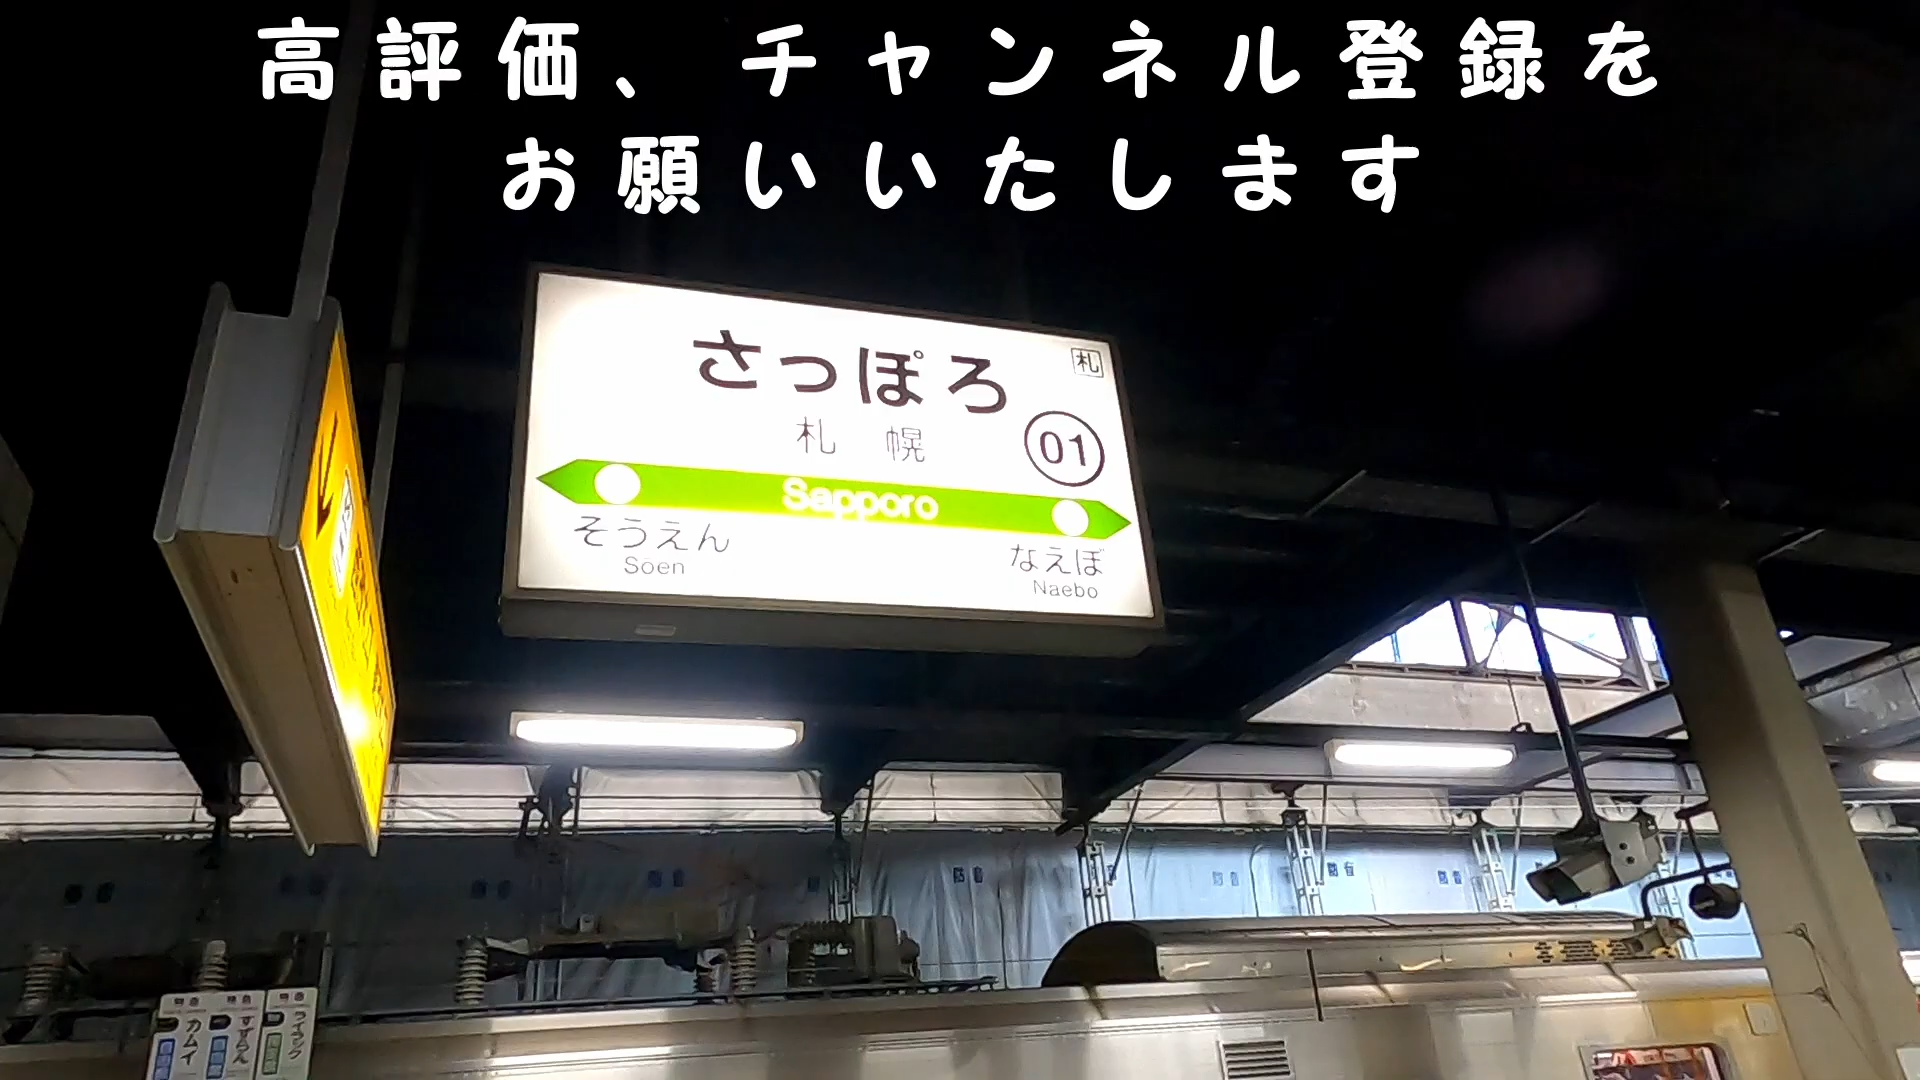 高評価、チャンネル登録を
お願いいたします
さっぽろ
札
札幌
01
Sapporo
そうえん
Sōen
なえぼ
Naebo
カムイ
すずらん
ライラック